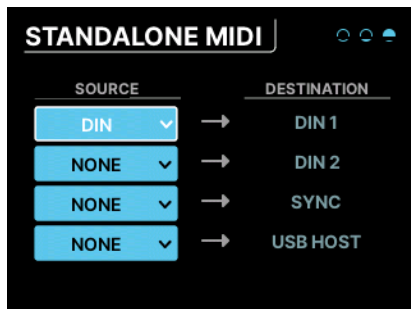 STANDALONE MIDI
SOURCE DESTINATION
DIN DIN 1
NONE DIN 2
NONE SYNC
NONE USB HOST